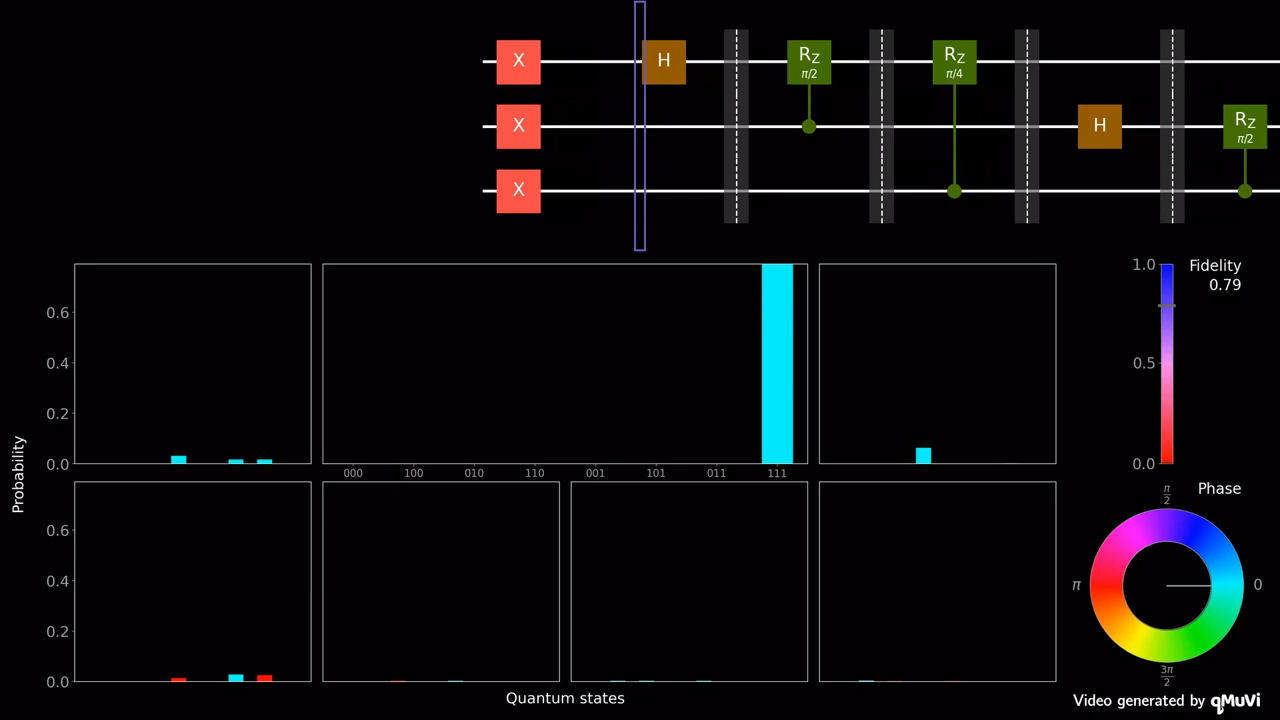 X H RZ π/2 RZ π/4
X H RZ π/2
X
Probability
0.6
0.4
0.2
0.0
000 100 010 110 001 101 011 111
1.0
0.5
0.0
Fidelity
0.79
0.6
0.4
0.2
0.0
Quantum states
Phase
π/2
π
0
3π/2
Video generated by qMuVi